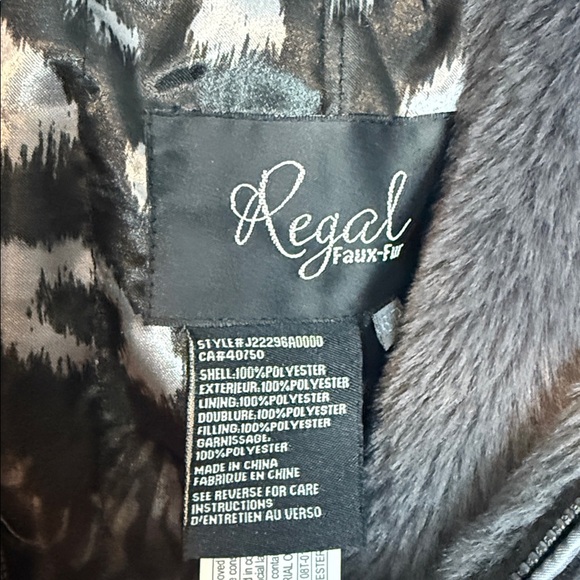 Regal
Faux-Fur
STYLE#J22296ADOOD
CA#40750
SHELL:100%POLYESTER
EXTERIEUR:100%POLYESTER
LINING:100%POLYESTER
DOUBLURE:100%POLYESTER
FILLING:100%POLYESTER
GARNISSAGE:
100%POLYESTER
MADE IN CHINA
FABRIQUE EN CHINE
SEE REVERSE FOR CARE
INSTRUCTIONS
D'ENTRETIEN AU VERSO